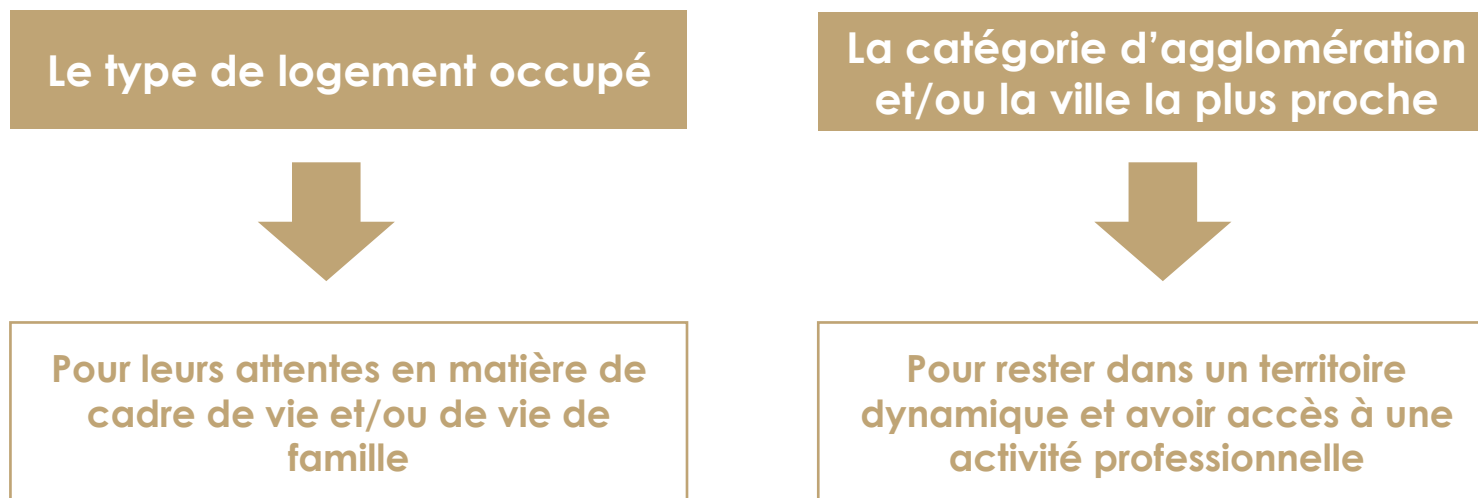 Le type de logement occupé
La catégorie d’agglomération
et/ou la ville la plus proche
Pour leurs attentes en matière de
cadre de vie et/ou de vie de
famille
Pour rester dans un territoire
dynamique et avoir accès à une
activité professionnelle